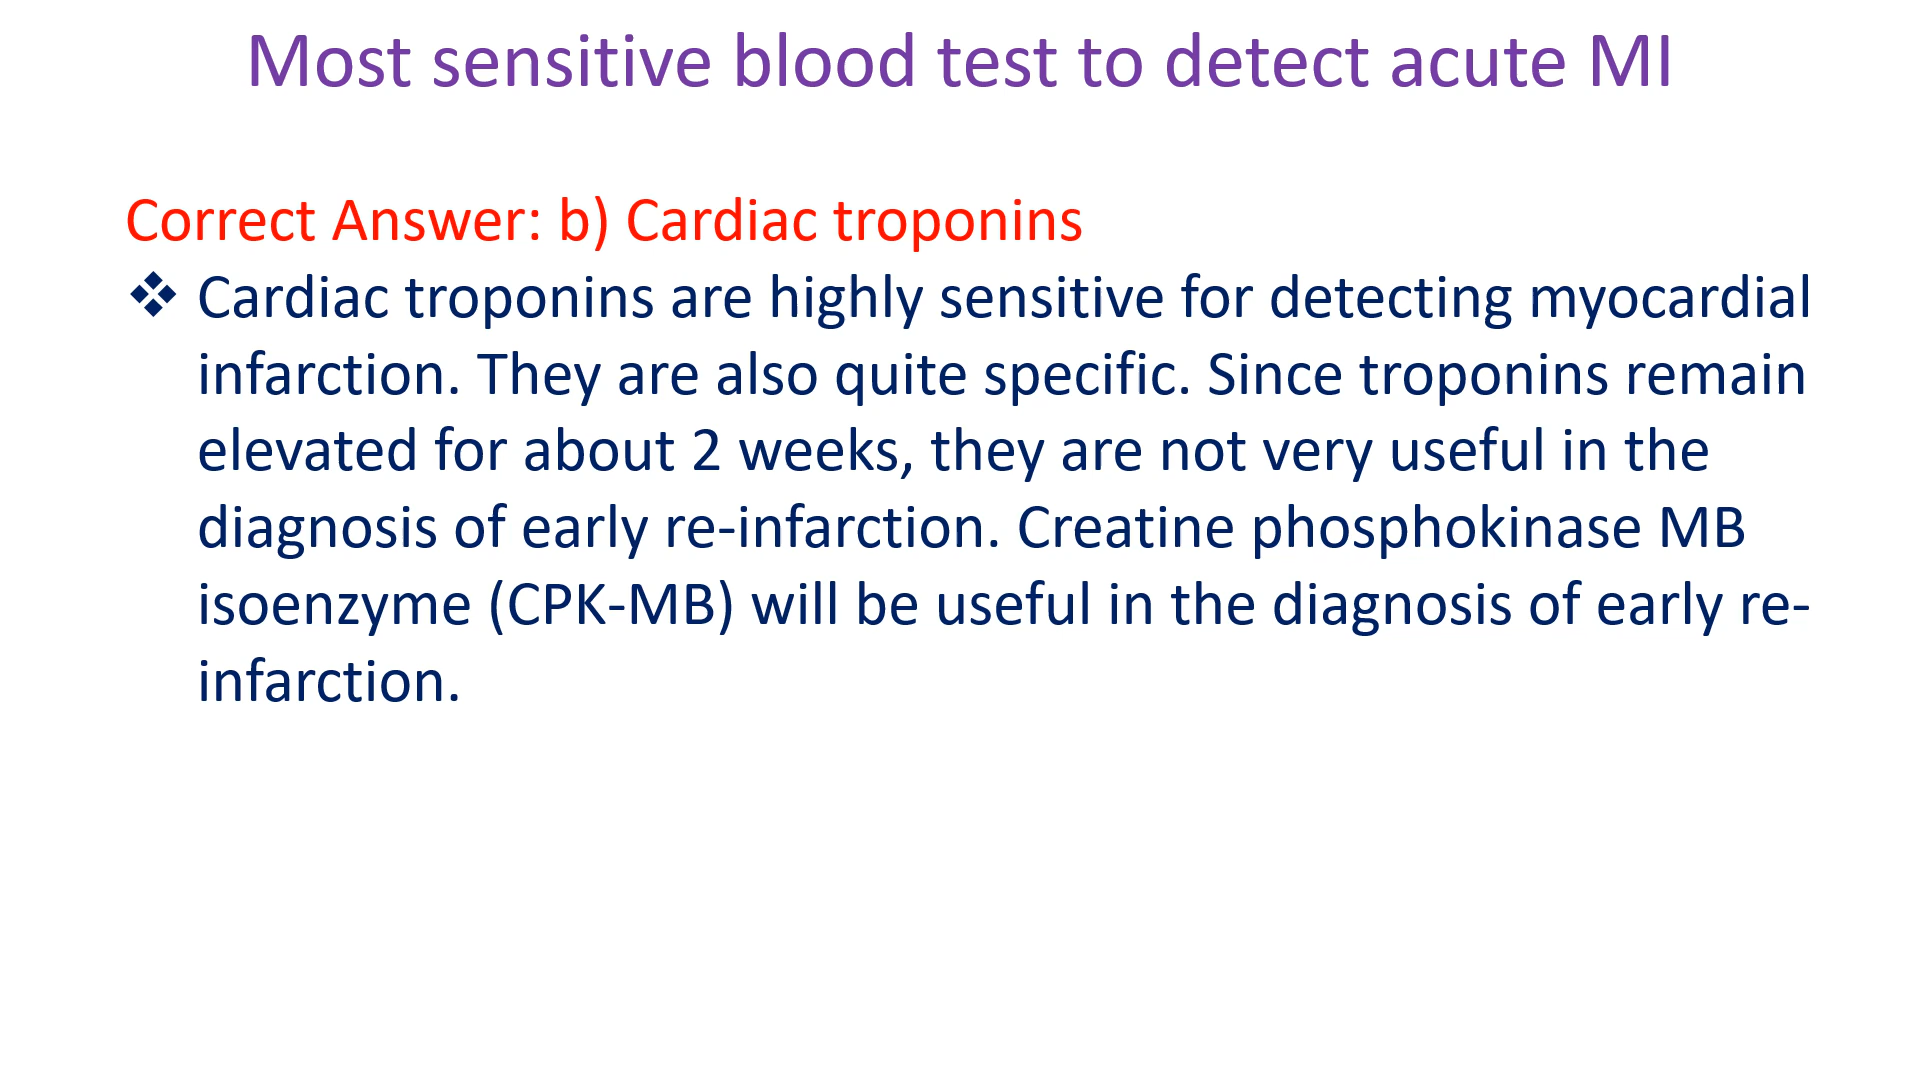 Most sensitive blood test to detect acute MI
Correct Answer: b) Cardiac troponins
❖ Cardiac troponins are highly sensitive for detecting myocardial
infarction. They are also quite specific. Since troponins remain
elevated for about 2 weeks, they are not very useful in the
diagnosis of early re-infarction. Creatine phosphokinase MB
isoenzyme (CPK-MB) will be useful in the diagnosis of early re-
infarction.